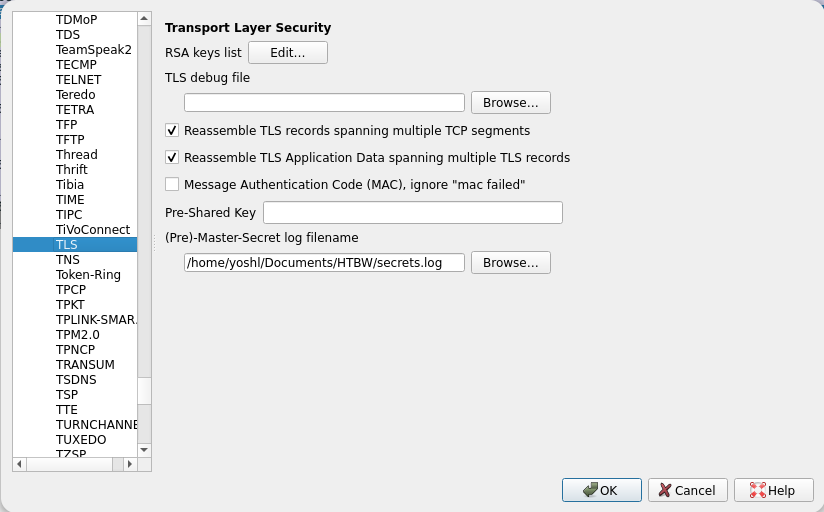 TDMoP
TDS
TeamSpeak2
TECMP
TELNET
Teredo
TETRA
TFP
TFTP
Thread
Thrift
Tibia
TIME
TIPC
TiVoConnect
TLS
TNS
Token-Ring
TPCP
TPKT
TPLINK-SMAR.
TPM2.0
TPNCP
TRANSUM
TSDNS
TSP
TTE
TURNCHANNE
TUXEDO
TZSP
Transport Layer Security
RSA keys list Edit...
TLS debug file
Browse...
Reassemble TLS records spanning multiple TCP segments
Reassemble TLS Application Data spanning multiple TLS records
Message Authentication Code (MAC), ignore "mac failed"
Pre-Shared Key
(Pre)-Master-Secret log filename
/home/yoshl/Documents/HTBW/secrets.log Browse...
OK Cancel Help